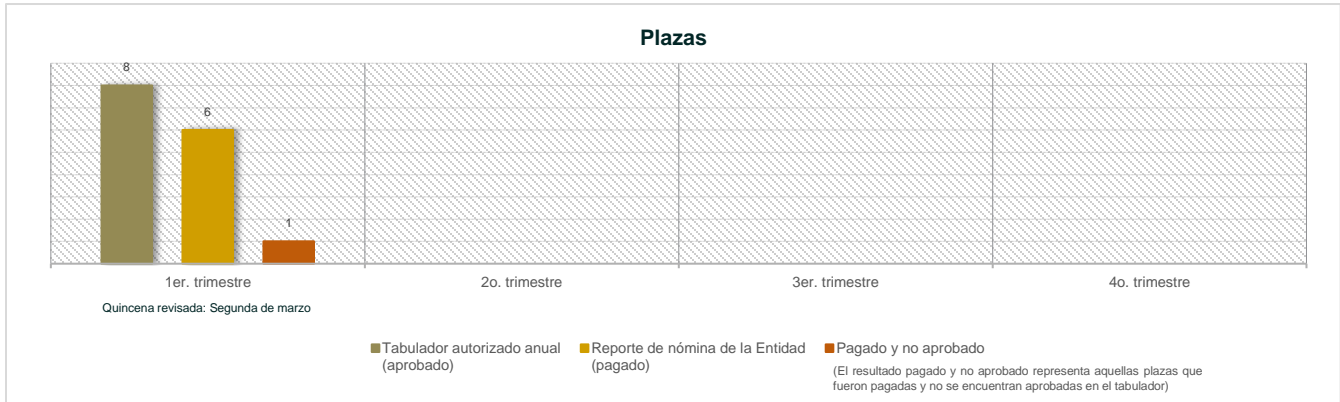 Plazas
8
6
1
1er. trimestre
2o. trimestre
3er. trimestre
4o. trimestre
Quincena revisada: Segunda de marzo
Tabulador autorizado anual
(aprobado)
Reporte de nómina de la Entidad
(pagado)
Pagado y no aprobado
(El resultado pagado y no aprobado representa aquellas plazas que
fueron pagadas y no se encuentran aprobadas en el tabulador)